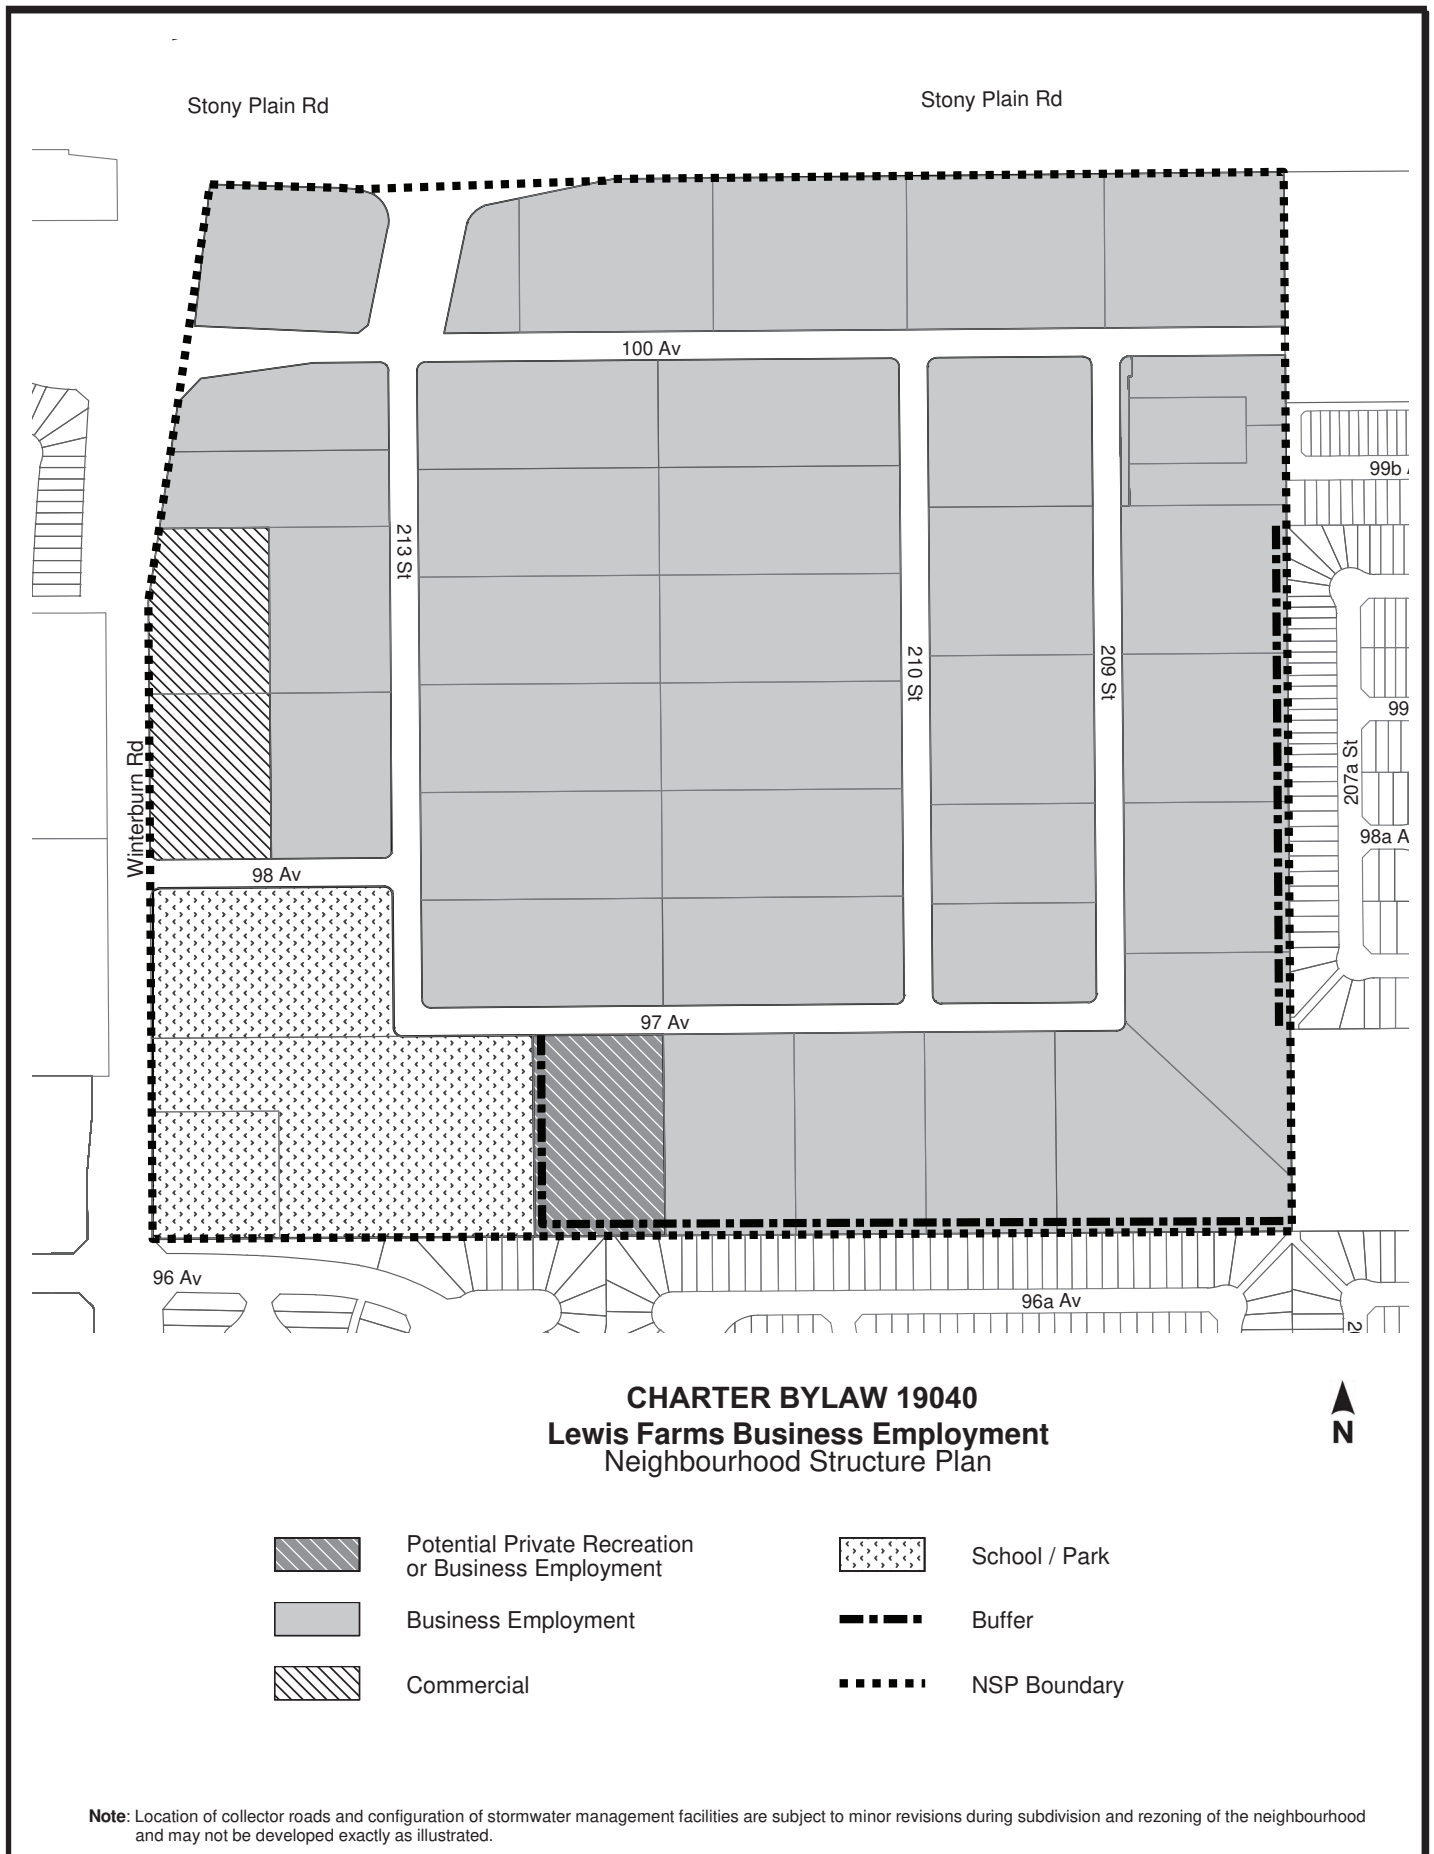 Stony Plain Rd
Stony Plain Rd
100 Av
99b
213 St
210 St
209 St
99
207a St
Winterburn Rd
98a A
98 Av
97 Av
96 Av
96a Av
CHARTER BYLAW 19040
Lewis Farms Business Employment
Neighbourhood Structure Plan
N
Potential Private Recreation
or Business Employment
School / Park
Business Employment
Buffer
Commercial
NSP Boundary
Note: Location of collector roads and configuration of stormwater management facilities are subject to minor revisions during subdivision and rezoning of the neighbourhood
and may not be developed exactly as illustrated.